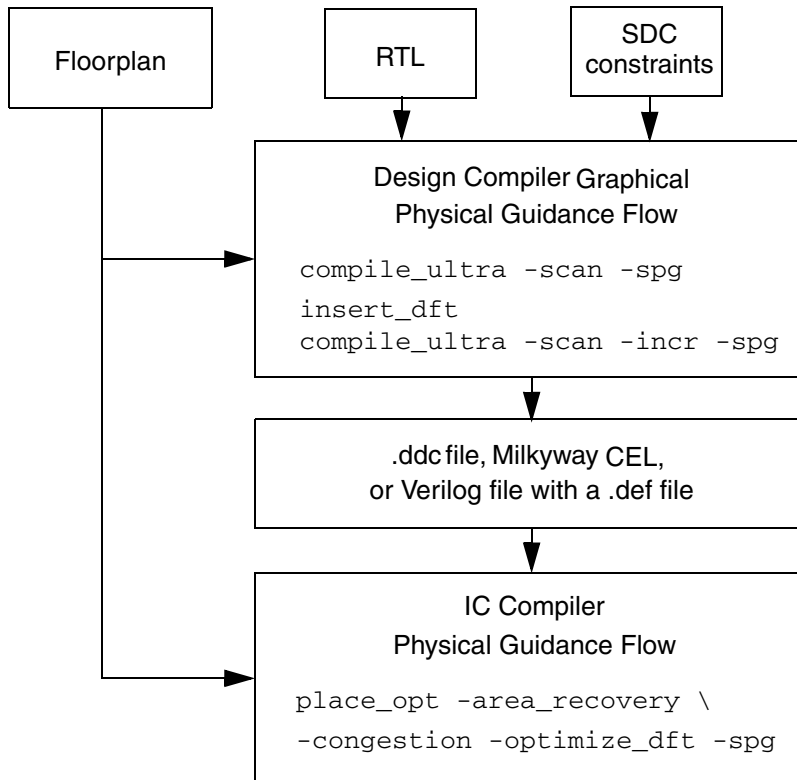 Floorplan
RTL
SDC
constraints
Design Compiler Graphical
Physical Guidance Flow
compile_ultra -scan -spg
insert_dft
compile_ultra -scan -incr -spg
.ddc file, Milkyway CEL,
or Verilog file with a .def file
IC Compiler
Physical Guidance Flow
place_opt -area_recovery \
-congestion -optimize_dft -spg